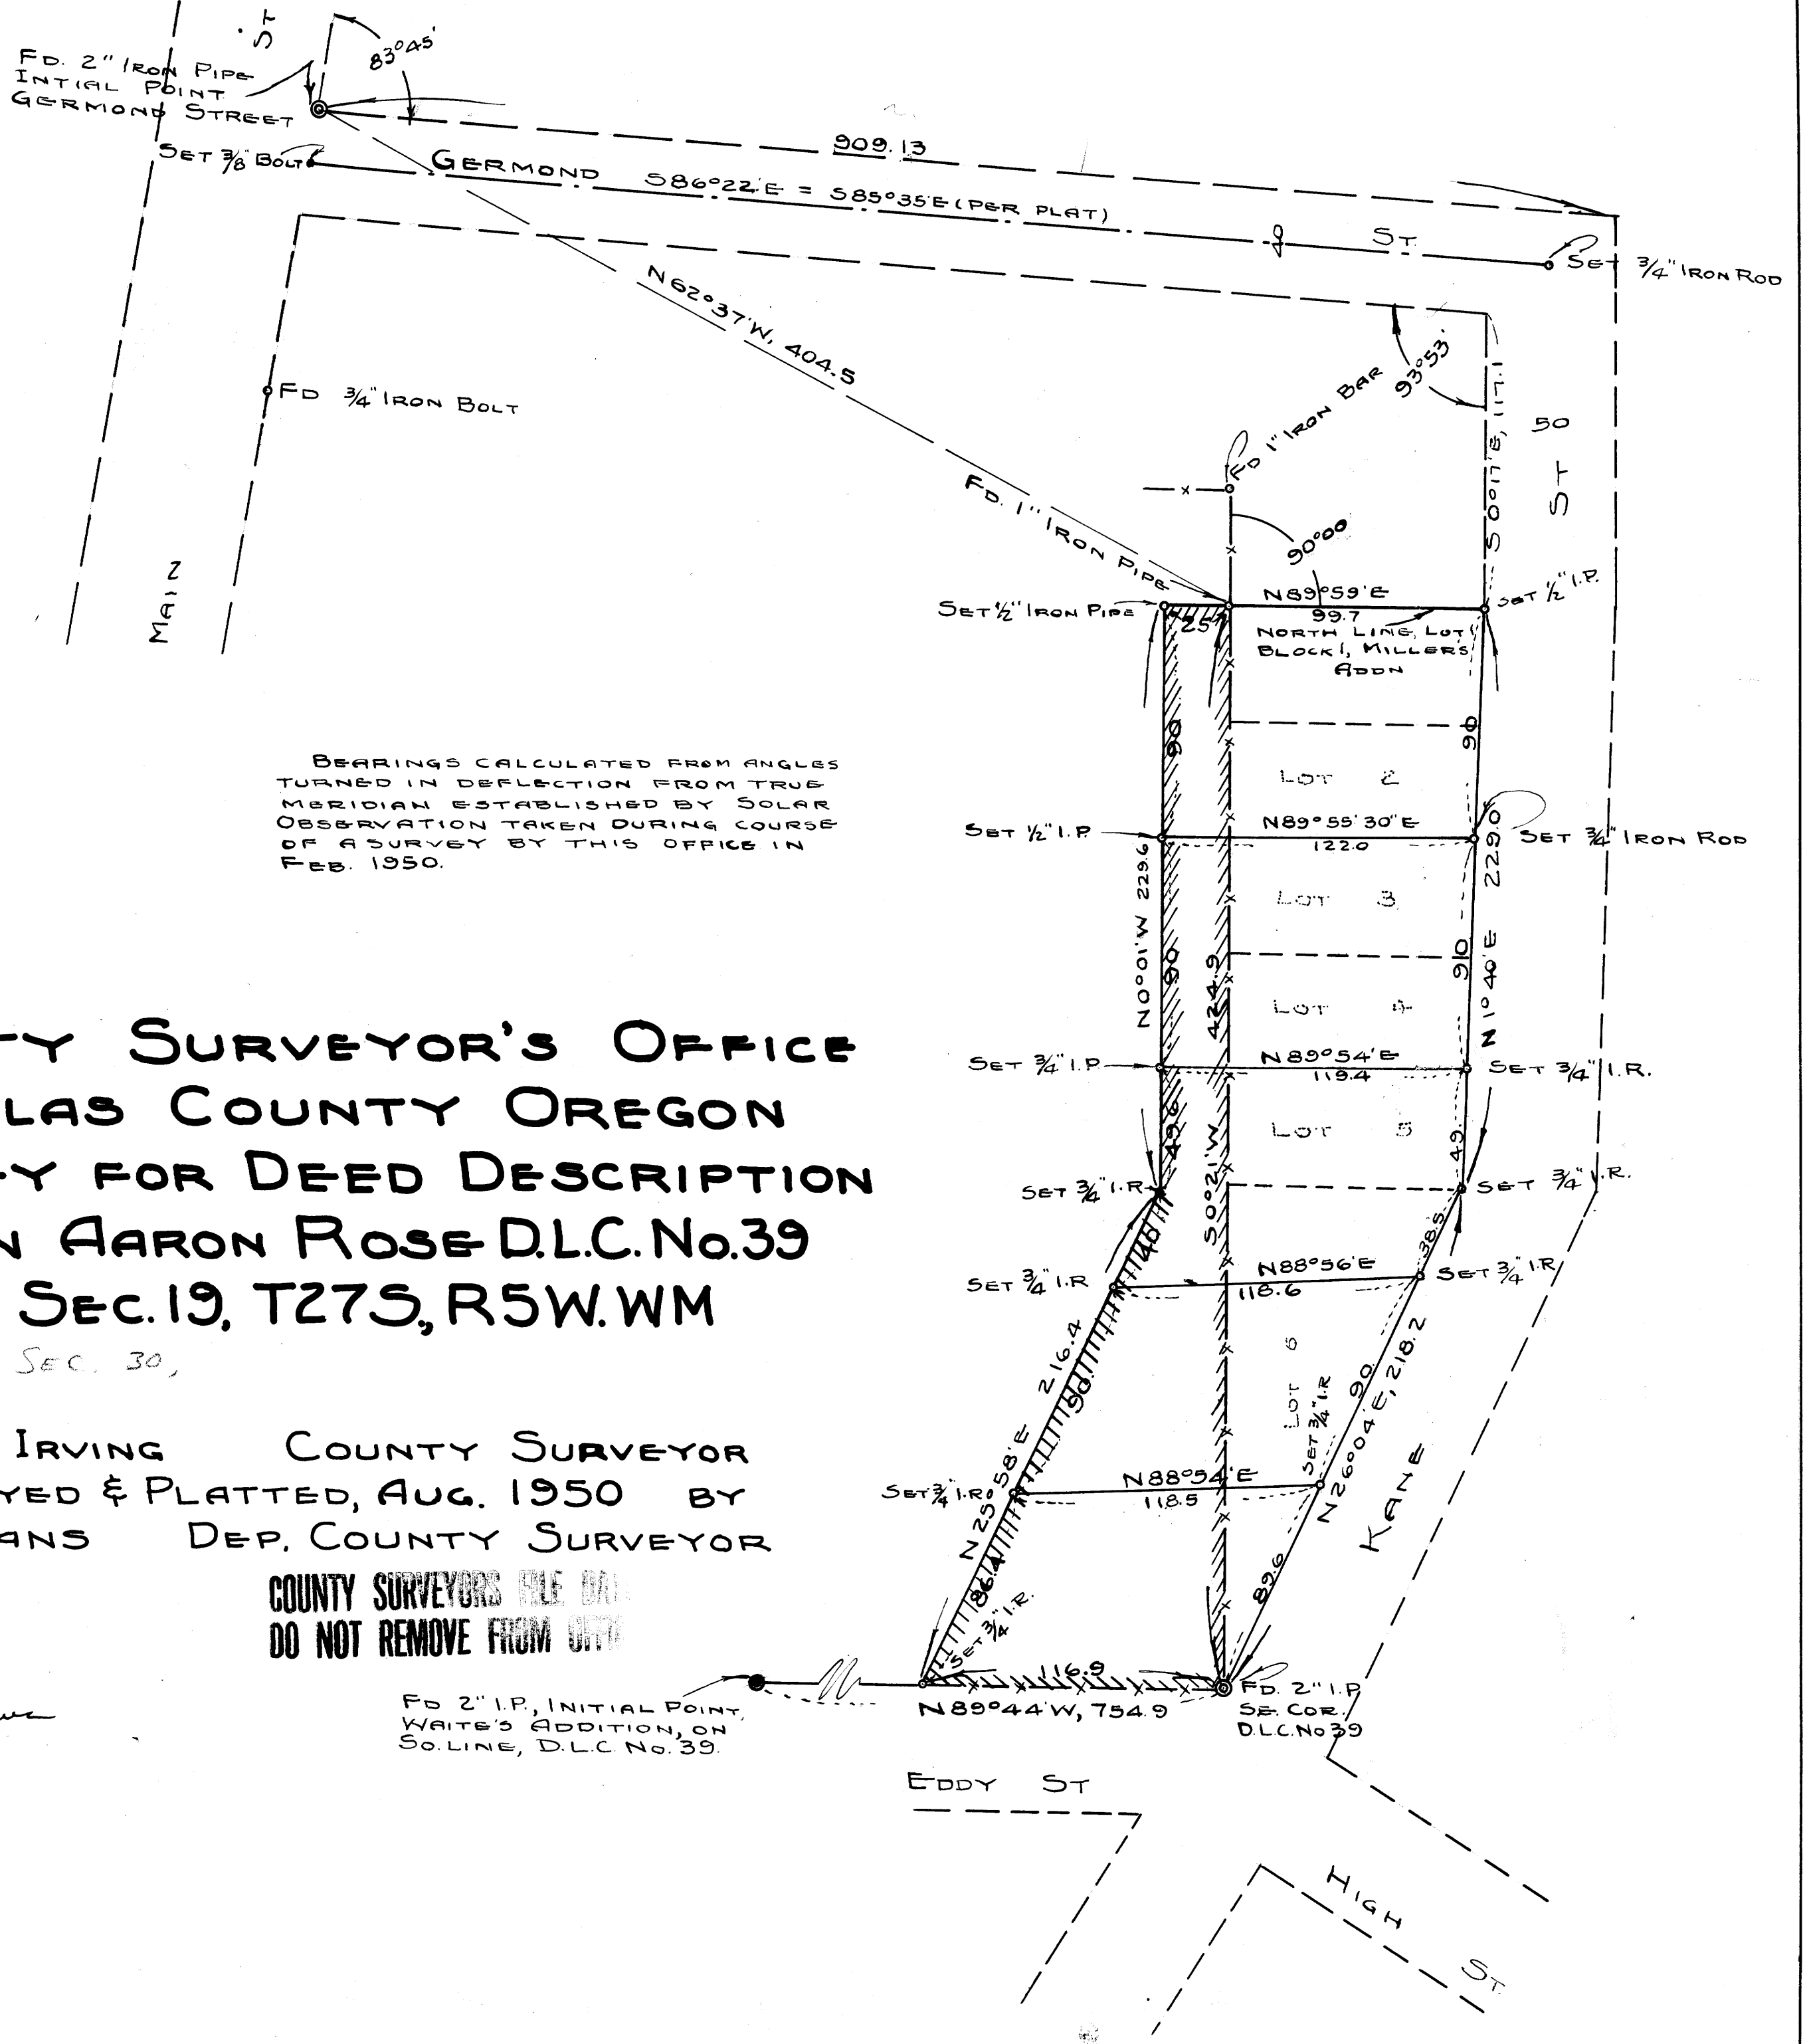 ST
83°45'
FD. 2" IRON PIPE
INTIAL POINT
GERMOND STREET
SET 3/8" BOLT
909.13
GERMOND S86°22'E = S85°35'E (PER PLAT) ST.
SET 3/4" IRON ROD
N62°37'W, 404.5
FD 3/4" IRON BOLT
MAIN
93°53'
FD 1" IRON BAR
S 0°17'E, 117.1
50
ST
FD. 1" IRON PIPE
90°00
SET 1/2" IRON PIPE
25
N89°59'E
99.7
SET 1/2" I.P.
NORTH LINE, LOT 1
BLOCK 1, MILLERS
ADDN
90
90
LOT 2
BEARINGS CALCULATED FROM ANGLES
TURNED IN DEFLECTION FROM TRUE
MERIDIAN ESTABLISHED BY SOLAR
OBSERVATION TAKEN DURING COURSE
OF A SURVEY BY THIS OFFICE IN
FEB. 1950.
SET 1/2" I.P.
N89°55'30"E
122.0
SET 3/4" IRON ROD
N0°01'W 229.6
N1°40'E 229.0
LOT 3
90
424.9
90
LOT 4
SET 3/4" I.P.
N89°54'E
119.4
SET 3/4" I.R.
49.6
S0°21'W
LOT 5
49.
SET 3/4" I.R.
SET 3/4" I.R.
40
38.5
SET 3/4" I.R
N88°56'E
118.6
SET 3/4" I.R
N25°58'E 216.4
90.
LOT 6
SET 3/4" I.R
90
N26°04'E, 218.2
KANE
SET 3/4" I.R.
N88°54'E
118.5
86.4
89.6
SET 3/4" I.R.
116.9
N89°44'W, 754.9
FD. 2" I.P.
SE. COR.
D.L.C. No 39
FD 2" I.P., INITIAL POINT,
WAITE'S ADDITION, ON
SO. LINE, D.L.C. No. 39.
TY SURVEYOR'S OFFICE
LAS COUNTY OREGON
Y FOR DEED DESCRIPTION
N AARON ROSE D.L.C. No. 39
SEC. 19, T27S, R5W. WM
SEC. 30,
IRVING COUNTY SURVEYOR
YED & PLATTED, AUG. 1950 BY
ANS DEP. COUNTY SURVEYOR
COUNTY SURVEYORS FILE
DO NOT REMOVE FROM
EDDY ST
HIGH
ST.